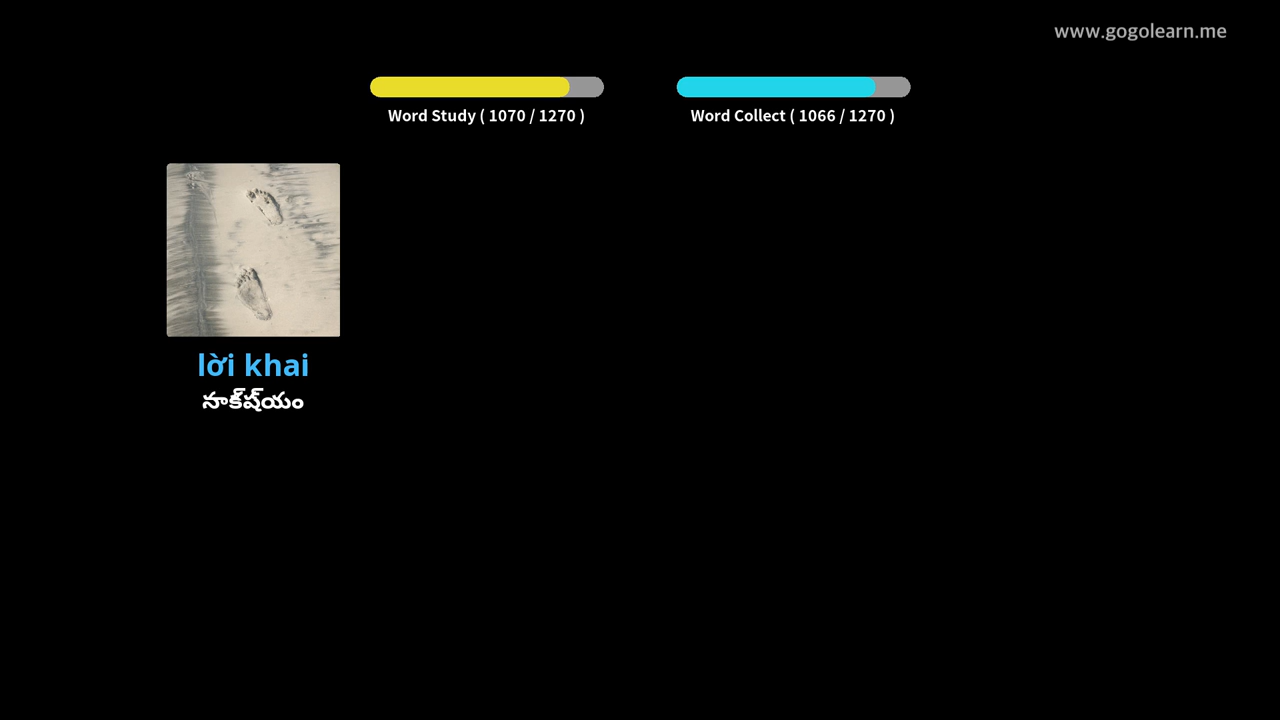 www.gogolearn.me
Word Study ( 1070 / 1270 )
Word Collect ( 1066 / 1270 )
lời khai
సాక్ష్యం